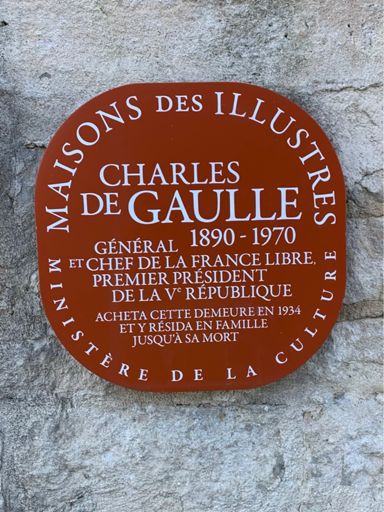 MAISONS DES ILLUSTRES
CHARLES
DE GAULLE
1890 - 1970
GÉNÉRAL
ET CHEF DE LA FRANCE LIBRE,
PREMIER PRÉSIDENT
DE LA Vᵉ RÉPUBLIQUE
ACHETA CETTE DEMEURE EN 1934
ET Y RÉSIDA EN FAMILLE
JUSQU'À SA MORT
MINISTÈRE DE LA CULTURE